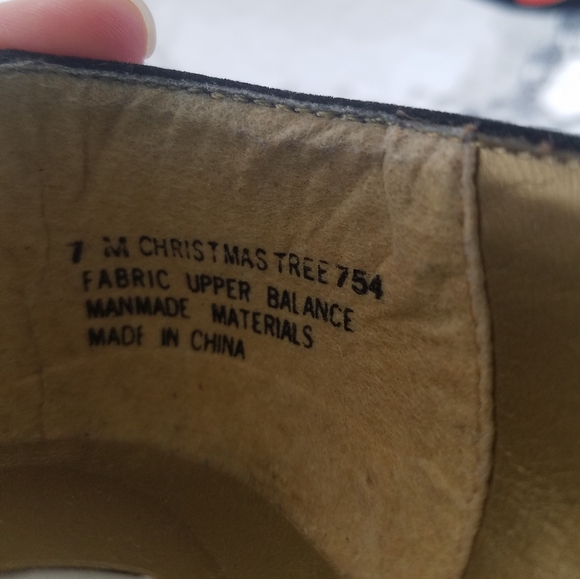 7 M CHRISTMAS TREE 754
FABRIC UPPER BALANCE
MANMADE MATERIALS
MADE IN CHINA